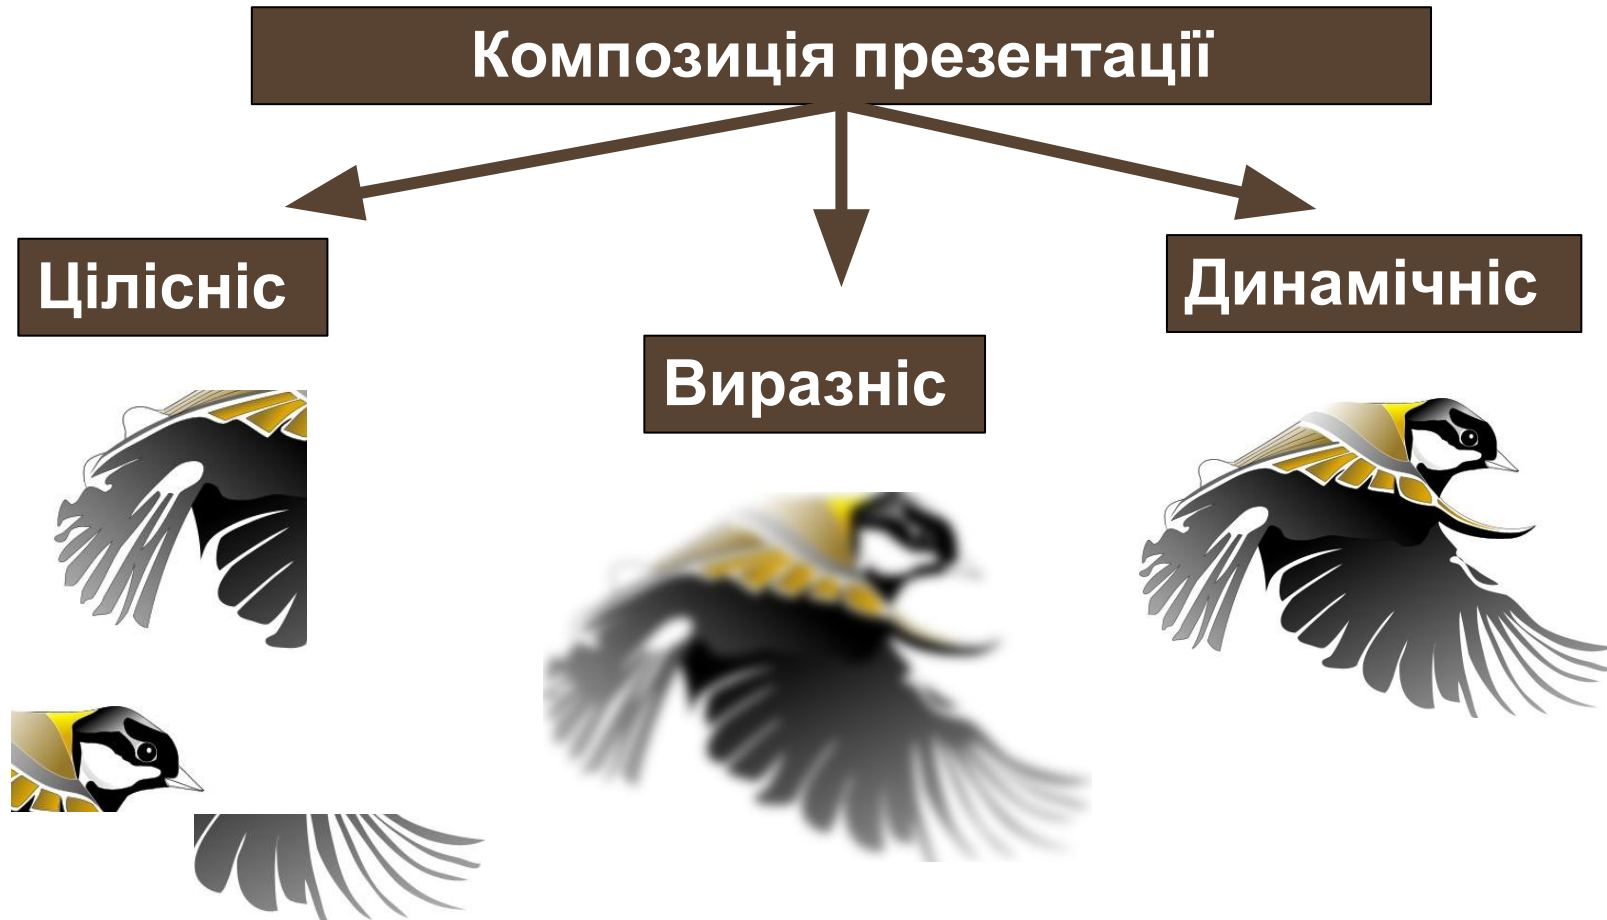 Композиція презентації
Цілісніс
Виразніс
Динамічніс